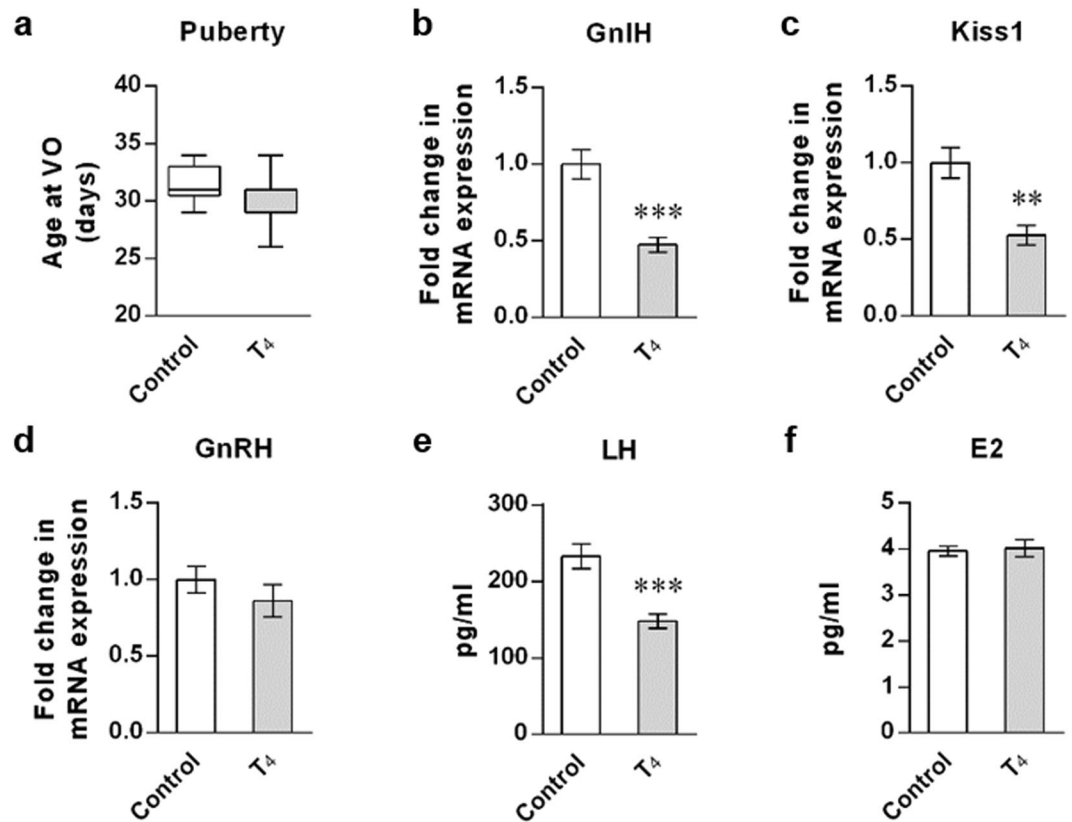 a
Puberty
Age at VO
(days)
40
35
30
25
20
Control
T₄
b
GnIH
Fold change in
mRNA expression
1.5
1.0
0.5
0.0
***
Control
T₄
c
Kiss1
Fold change in
mRNA expression
1.5
1.0
0.5
0.0
**
Control
T₄
d
GnRH
Fold change in
mRNA expression
1.5
1.0
0.5
0.0
Control
T₄
e
LH
pg/ml
300
200
100
0
***
Control
T₄
f
E2
pg/ml
5
4
3
2
1
0
Control
T₄